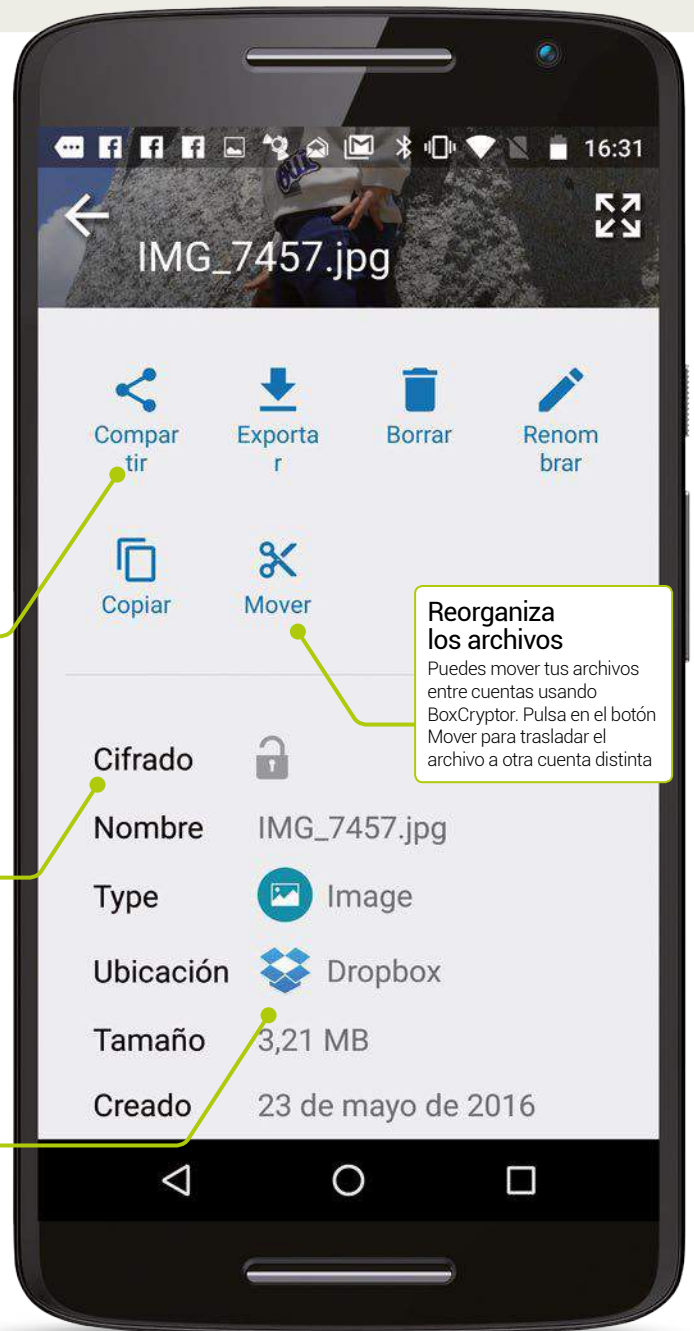 16:31
IMG_7457.jpg
Compar
tir
Exporta
r
Borrar
Renom
brar
Copiar
Mover
Reorganiza
los archivos
Puedes mover tus archivos
entre cuentas usando
BoxCryptor. Pulsa en el botón
Mover para trasladar el
archivo a otra cuenta distinta
Cifrado
Nombre IMG_7457.jpg
Type Image
Ubicación Dropbox
Tamaño 3,21 MB
Creado 23 de mayo de 2016